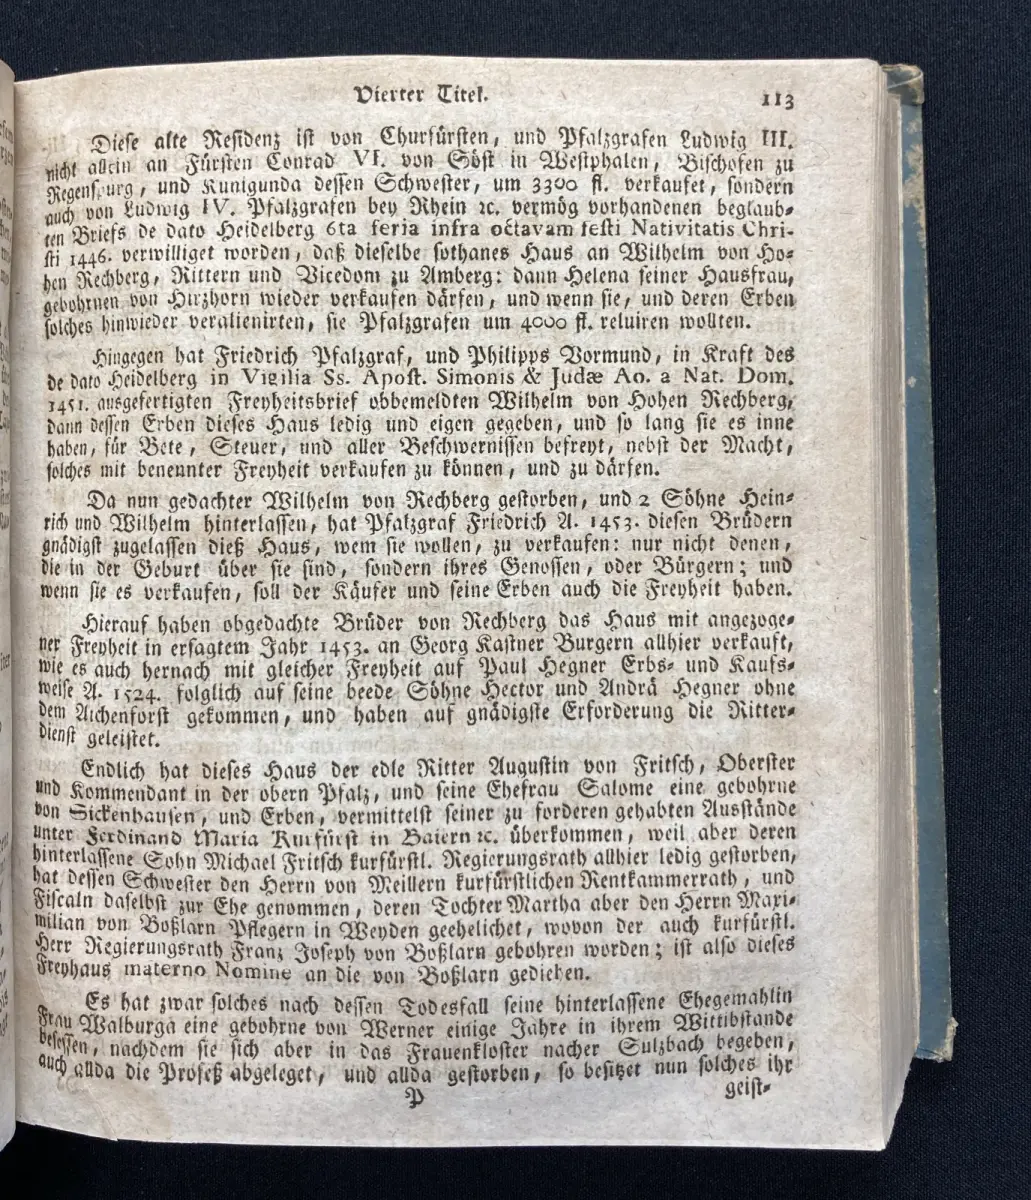 Vierter Titel. 113
Diese alte Residenz ist von Churfürsten, und Pfalzgrafen Ludwig III.
nicht allein an Fürsten Conrad VI. von Söst in Westphalen, Bischofen zu
Regenspurg, und Kunigunda dessen Schwester, um 3300 fl. verkaufet, sondern
auch von Ludwig IV. Pfalzgrafen bey Rhein ꝛc. vermög vorhandenen beglaub⸗
ten Briefs de dato Heidelberg 6ta feria infra octavam festi Nativitatis Chri-
sti 1446. verwilliget worden, daß dieselbe sothanes Haus an Wilhelm von Ho⸗
hen Rechberg, Rittern und Vicedom zu Amberg: dann Helena seiner Hausfrau,
gebohrnen von Hirzhorn wieder verkaufen därfen, und wenn sie, und deren Erben
solches hinwieder veralienirten, sie Pfalzgrafen um 4000 fl. reluiren wollten.
Hingegen hat Friedrich Pfalzgraf, und Philipps Vormund, in Kraft des
de dato Heidelberg in Vigilia Ss. Apost. Simonis & Judæ Ao. a Nat. Dom.
1451. ausgefertigten Freyheitsbrief obbemeldten Wilhelm von Hohen Rechberg,
dann dessen Erben dieses Haus ledig und eigen gegeben, und so lang sie es inne
haben, für Bete, Steuer, und aller Beschwernissen befreyt, nebst der Macht,
solches mit benennter Freyheit verkaufen zu können, und zu därfen.
Da nun gedachter Wilhelm von Rechberg gestorben, und 2 Söhne Hein⸗
rich und Wilhelm hinterlassen, hat Pfalzgraf Friedrich A. 1453. diesen Brüdern
gnädigst zugelassen dieß Haus, wem sie wollen, zu verkaufen: nur nicht denen,
die in der Geburt über sie sind, sondern ihres Genossen, oder Bürgern; und
wenn sie es verkaufen, soll der Käufer und seine Erben auch die Freyheit haben.
Hierauf haben obgedachte Brüder von Rechberg das Haus mit angezoge⸗
ner Freyheit in ersagtem Jahr 1453. an Georg Kastner Burgern allhier verkauft,
wie es auch hernach mit gleicher Freyheit auf Paul Hegner Erbs⸗ und Kaufs⸗
weise A. 1524. folglich auf seine beede Söhne Hector und Andrä Hegner ohne
dem Aichenforst gekommen, und haben auf gnädigste Erforderung die Ritter⸗
dienst geleistet.
Endlich hat dieses Haus der edle Ritter Augustin von Fritsch, Oberster
und Kommendant in der obern Pfalz, und seine Ehefrau Salome eine gebohrne
von Sickenhausen, und Erben, vermittelst seiner zu forderen gehabten Ausstände
unter Ferdinand Maria Kurfürst in Baiern ꝛc. überkommen, weil aber deren
hinterlassene Sohn Michael Fritsch kurfürstl. Regierungsrath allhier ledig gestorben,
hat dessen Schwester den Herrn von Meillern kurfürstlichen Rentkammerrath, und
Fiscaln daselbst zur Ehe genommen, deren Tochter Martha aber den Herrn Maxi⸗
milian von Boßlarn Pflegern in Weyden geehelichet, wovon der auch kurfürstl.
Herr Regierungsrath Franz Joseph von Boßlarn gebohren worden; ist also dieses
Freyhaus materno Nomine an die von Boßlarn gediehen.
Es hat zwar solches nach dessen Todesfall seine hinterlassene Ehegemahlin
Frau Walburga eine gebohrne von Werner einige Jahre in ihrem Wittibstande
besessen, nachdem sie sich aber in das Frauenkloster nacher Sulzbach begeben,
auch allda die Profeß abgeleget, und allda gestorben, so besitzet nun solches ihr
P geist⸗